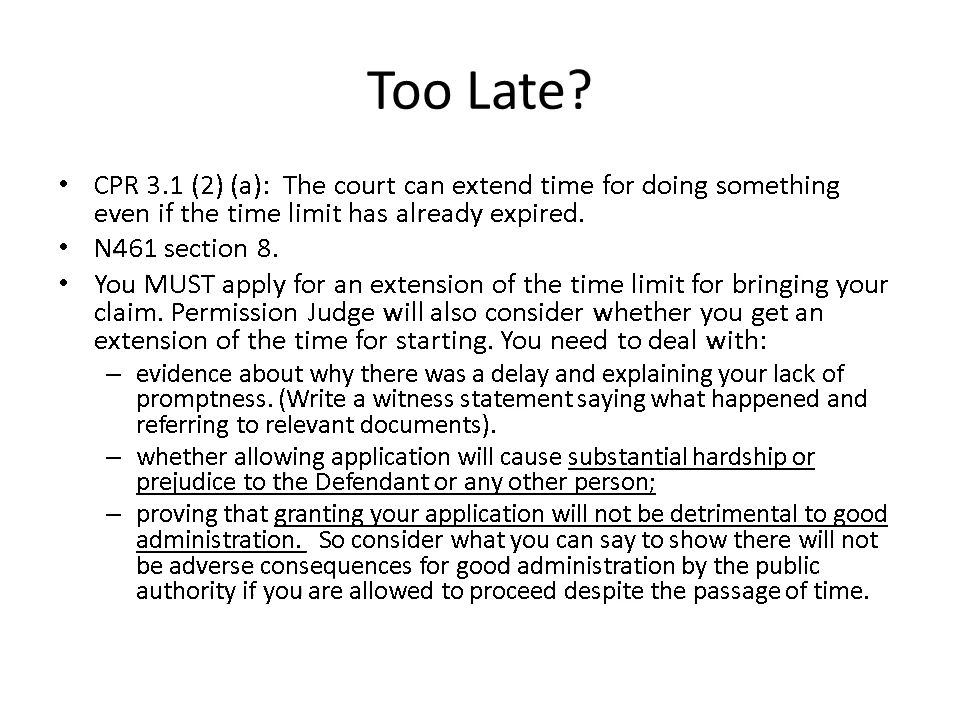 Too Late?
• CPR 3.1 (2) (a):  The court can extend time for doing something
even if the time limit has already expired.
• N461 section 8.
• You MUST apply for an extension of the time limit for bringing your
claim. Permission Judge will also consider whether you get an
extension of the time for starting. You need to deal with:
– evidence about why there was a delay and explaining your lack of
promptness. (Write a witness statement saying what happened and
referring to relevant documents).
– whether allowing application will cause substantial hardship or
prejudice to the Defendant or any other person;
– proving that granting your application will not be detrimental to good
administration.  So consider what you can say to show there will not
be adverse consequences for good administration by the public
authority if you are allowed to proceed despite the passage of time.